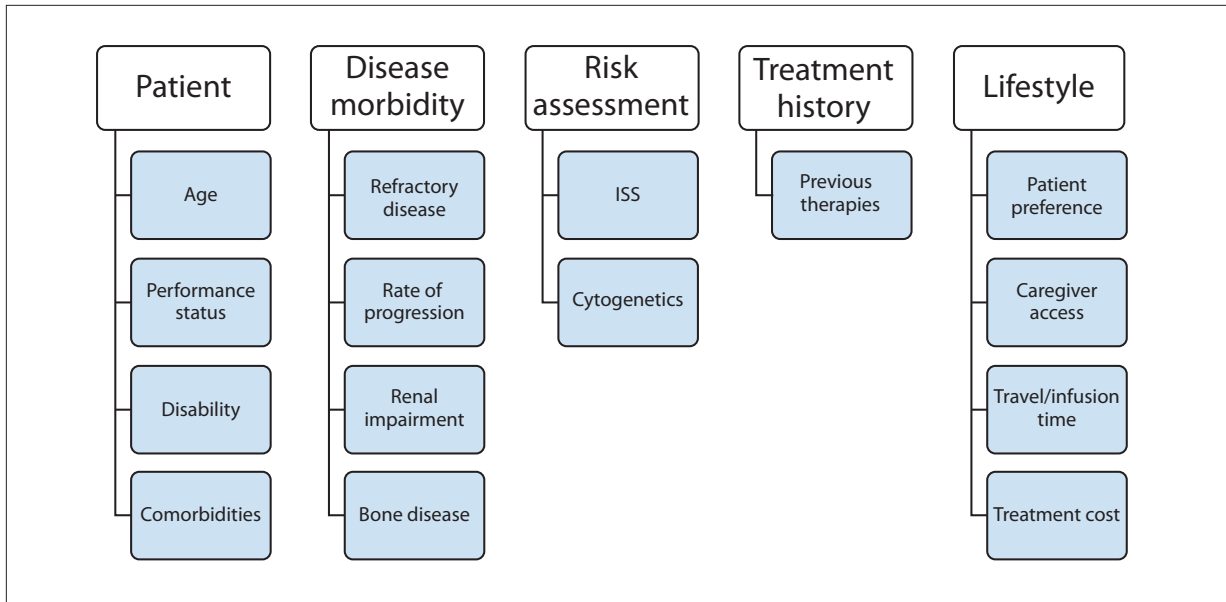 Patient
Age
Performance
status
Disability
Comorbidities
Disease
morbidity
Refractory
disease
Rate of
progression
Renal
impairment
Bone disease
Risk
assessment
ISS
Cytogenetics
Treatment
history
Previous
therapies
Lifestyle
Patient
preference
Caregiver
access
Travel/infusion
time
Treatment cost